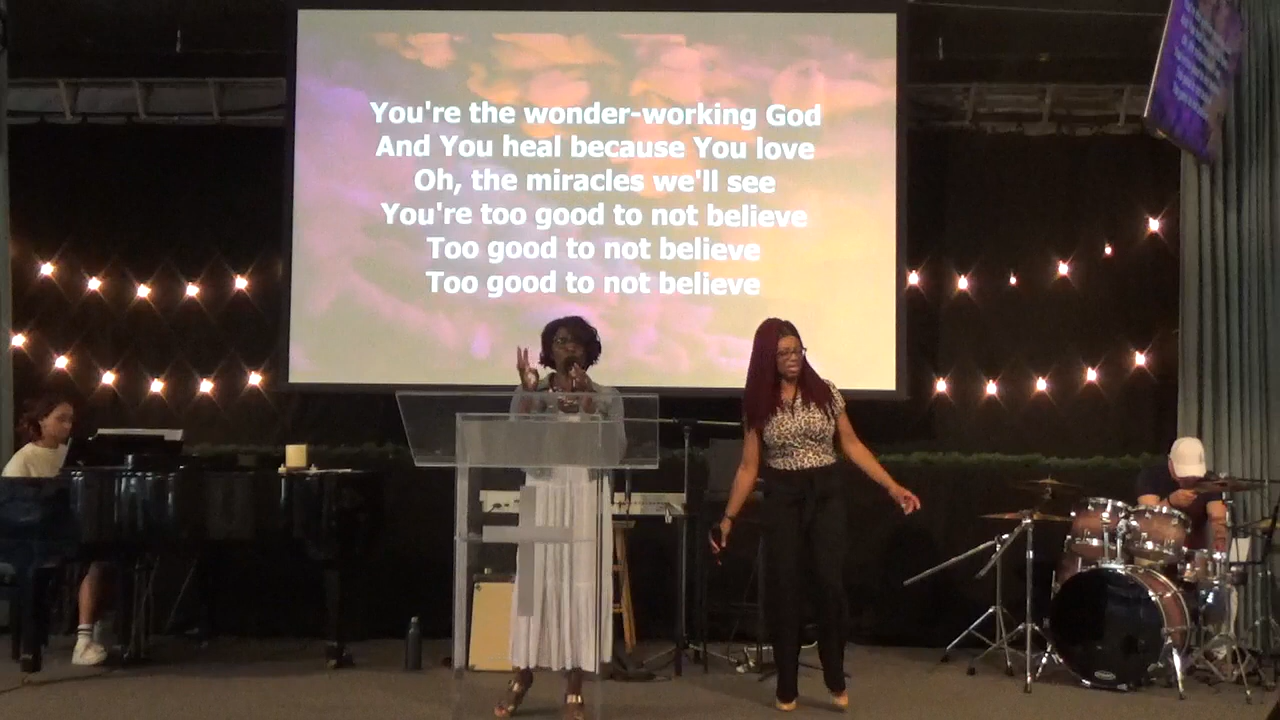 You're the wonder-working God
And You heal because You love
Oh, the miracles we'll see
You're too good to not believe
Too good to not believe
Too good to not believe